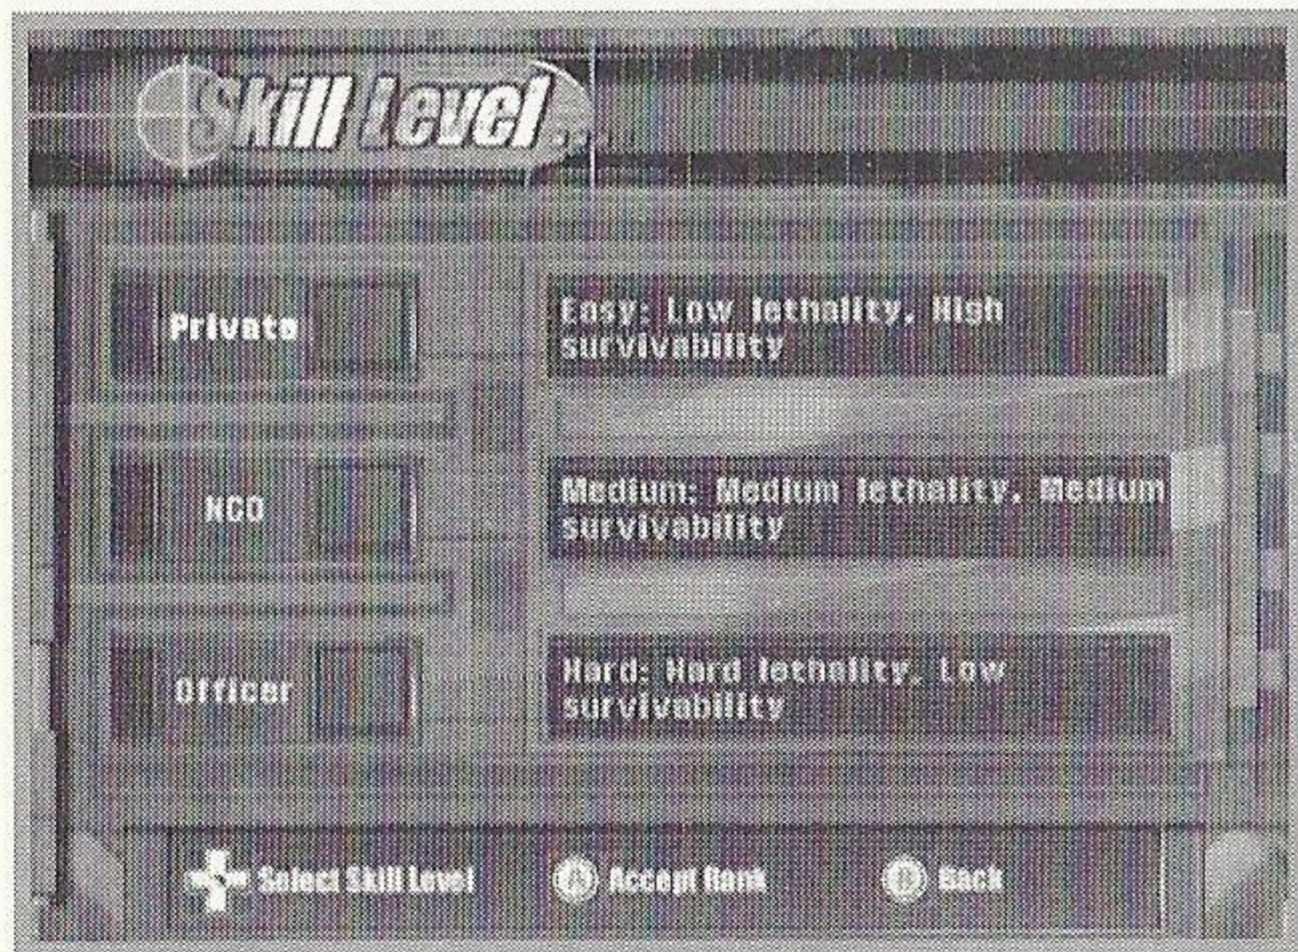 Skill Level...
Private
Easy: Low lethality, High
survivability
NCO
Medium: Medium lethality, Medium
survivability
Officer
Hard: Hard lethality, Low
survivability
Select Skill Level
A Accept Rank
B Back